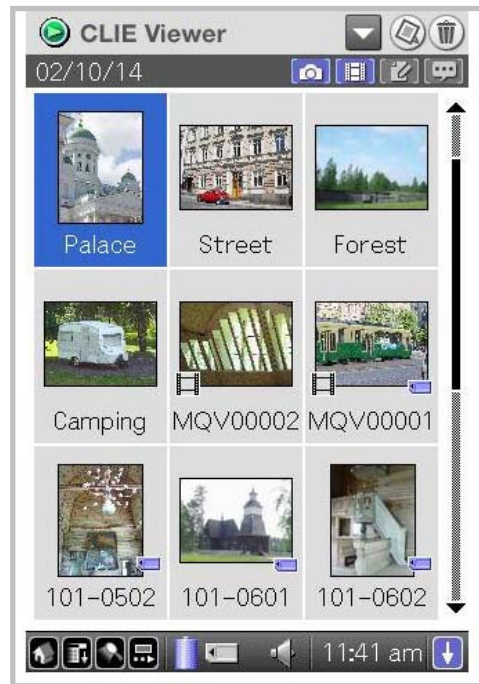 CLIE Viewer
02/10/14
Palace Street Forest
Camping MQV00002 MQV00001
101-0502 101-0601 101-0602
11:41 am